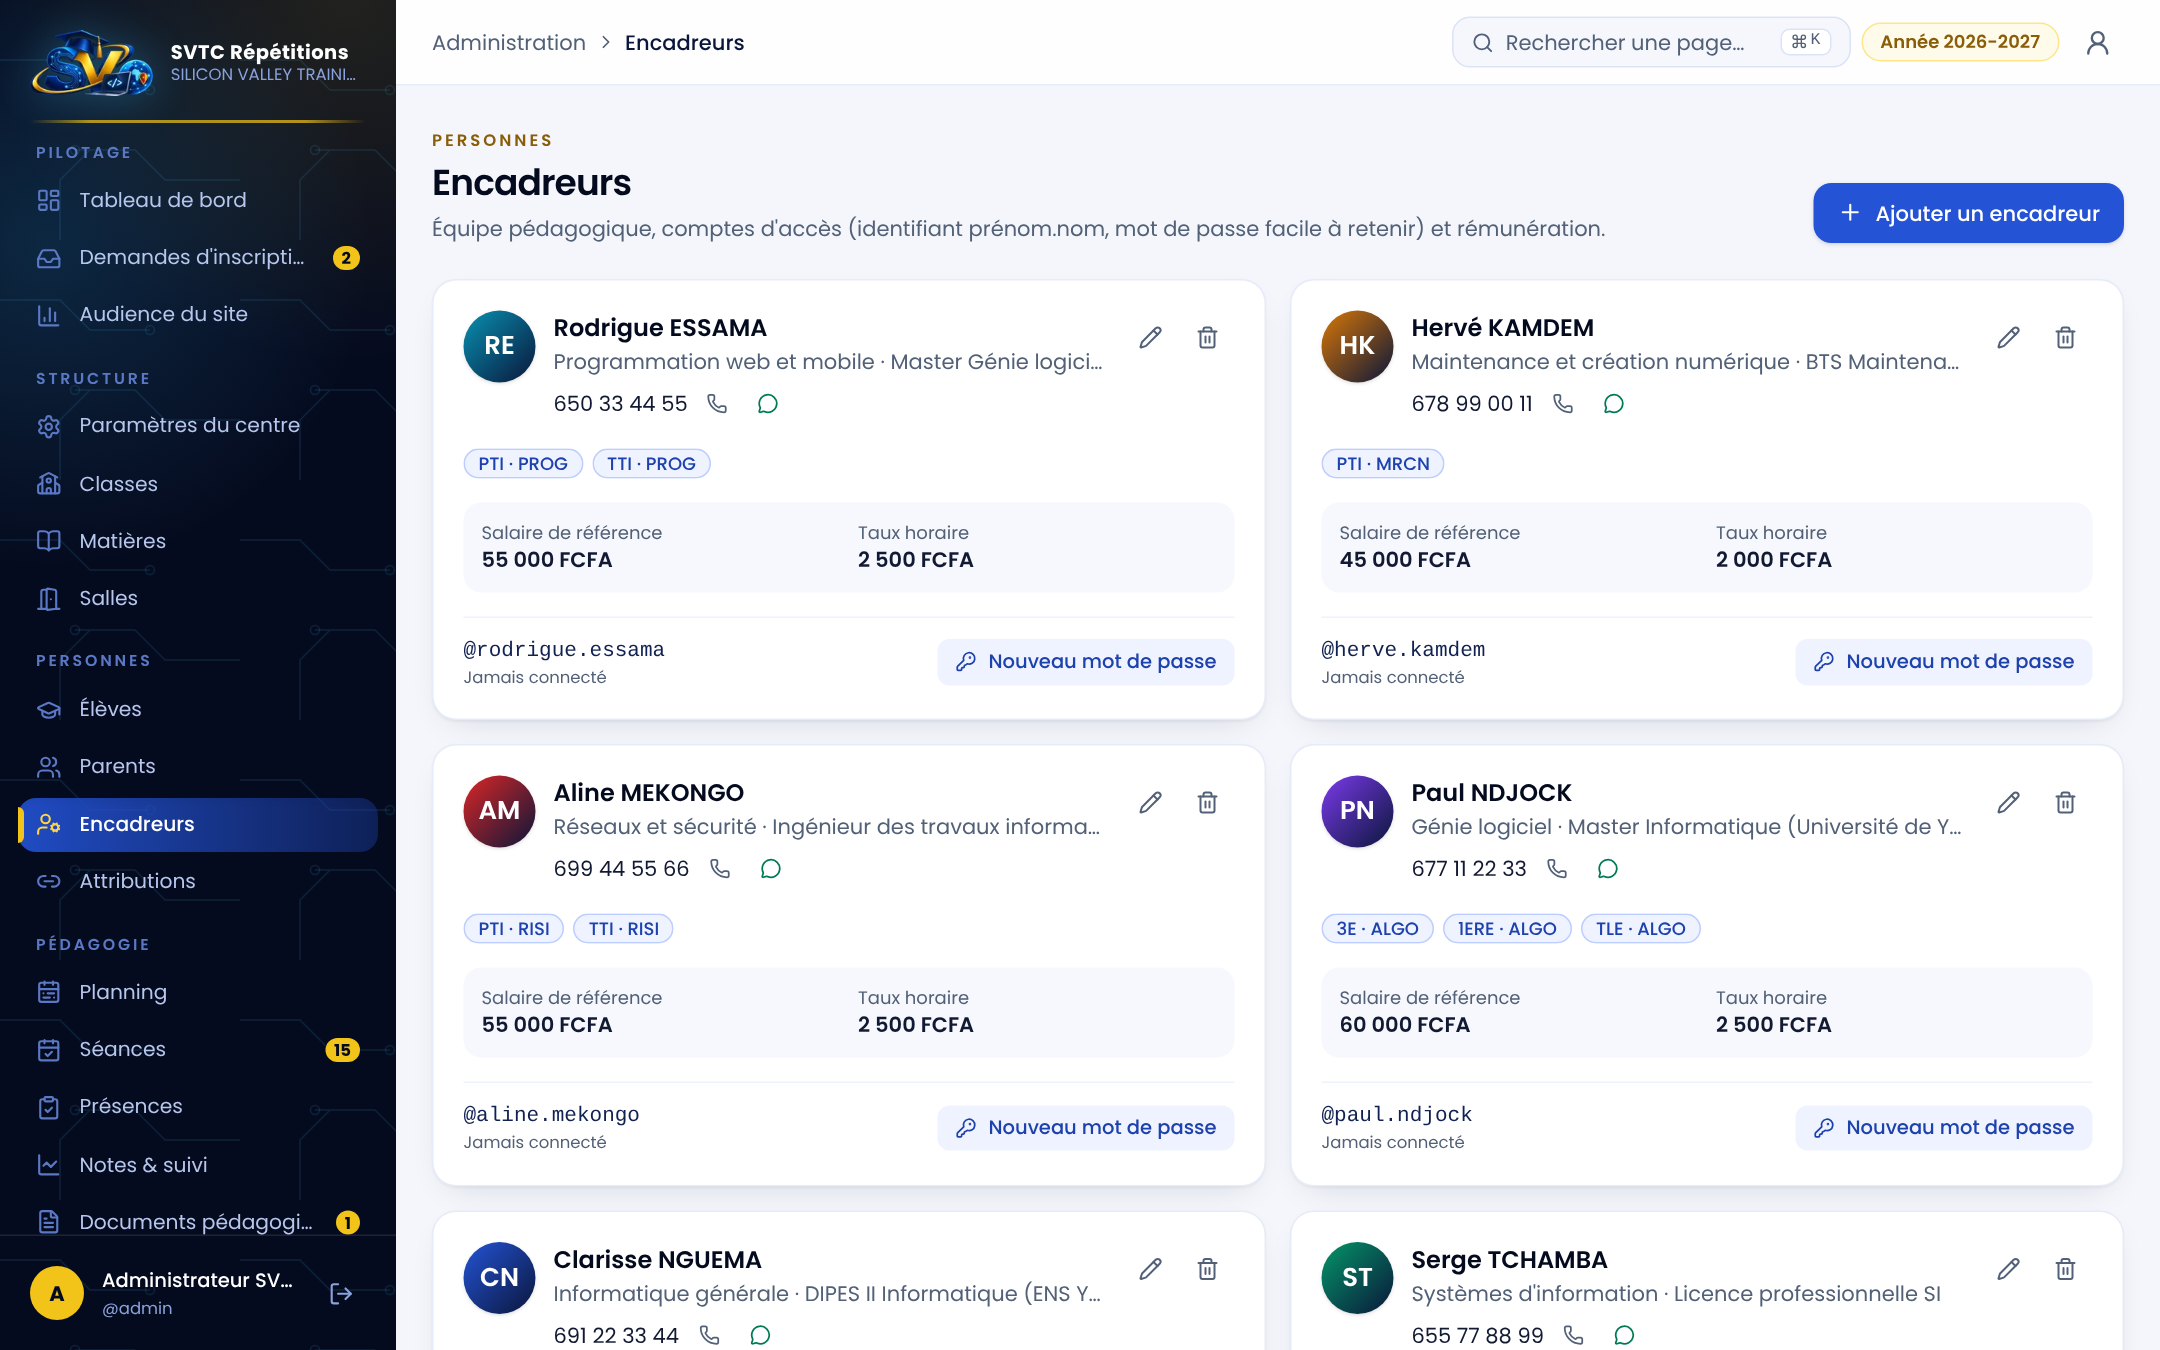 SVTC Répétitions
SILICON VALLEY TRAINI...
PILOTAGE
Tableau de bord
Demandes d'inscripti... 2
Audience du site
STRUCTURE
Paramètres du centre
Classes
Matières
Salles
PERSONNES
Élèves
Parents
Encadreurs
Attributions
PÉDAGOGIE
Planning
Séances 15
Présences
Notes & suivi
Documents pédagogi... 1
A
Administrateur SV...
@admin
Administration > Encadreurs
Rechercher une page... ⌘ K
Année 2026-2027
PERSONNES
Encadreurs
Équipe pédagogique, comptes d'accès (identifiant prénom.nom, mot de passe facile à retenir) et rémunération.
+ Ajouter un encadreur
RE
Rodrigue ESSAMA
Programmation web et mobile · Master Génie logici...
650 33 44 55
PTI · PROG TTI · PROG
Salaire de référence Taux horaire
55 000 FCFA 2 500 FCFA
@rodrigue.essama
Jamais connecté
Nouveau mot de passe
HK
Hervé KAMDEM
Maintenance et création numérique · BTS Maintena...
678 99 00 11
PTI · MRCN
Salaire de référence Taux horaire
45 000 FCFA 2 000 FCFA
@herve.kamdem
Jamais connecté
Nouveau mot de passe
AM
Aline MEKONGO
Réseaux et sécurité · Ingénieur des travaux informa...
699 44 55 66
PTI · RISI TTI · RISI
Salaire de référence Taux horaire
55 000 FCFA 2 500 FCFA
@aline.mekongo
Jamais connecté
Nouveau mot de passe
PN
Paul NDJOCK
Génie logiciel · Master Informatique (Université de Y...
677 11 22 33
3E · ALGO 1ERE · ALGO TLE · ALGO
Salaire de référence Taux horaire
60 000 FCFA 2 500 FCFA
@paul.ndjock
Jamais connecté
Nouveau mot de passe
CN
Clarisse NGUEMA
Informatique générale · DIPES II Informatique (ENS Y...
691 22 33 44
ST
Serge TCHAMBA
Systèmes d'information · Licence professionnelle SI
655 77 88 99